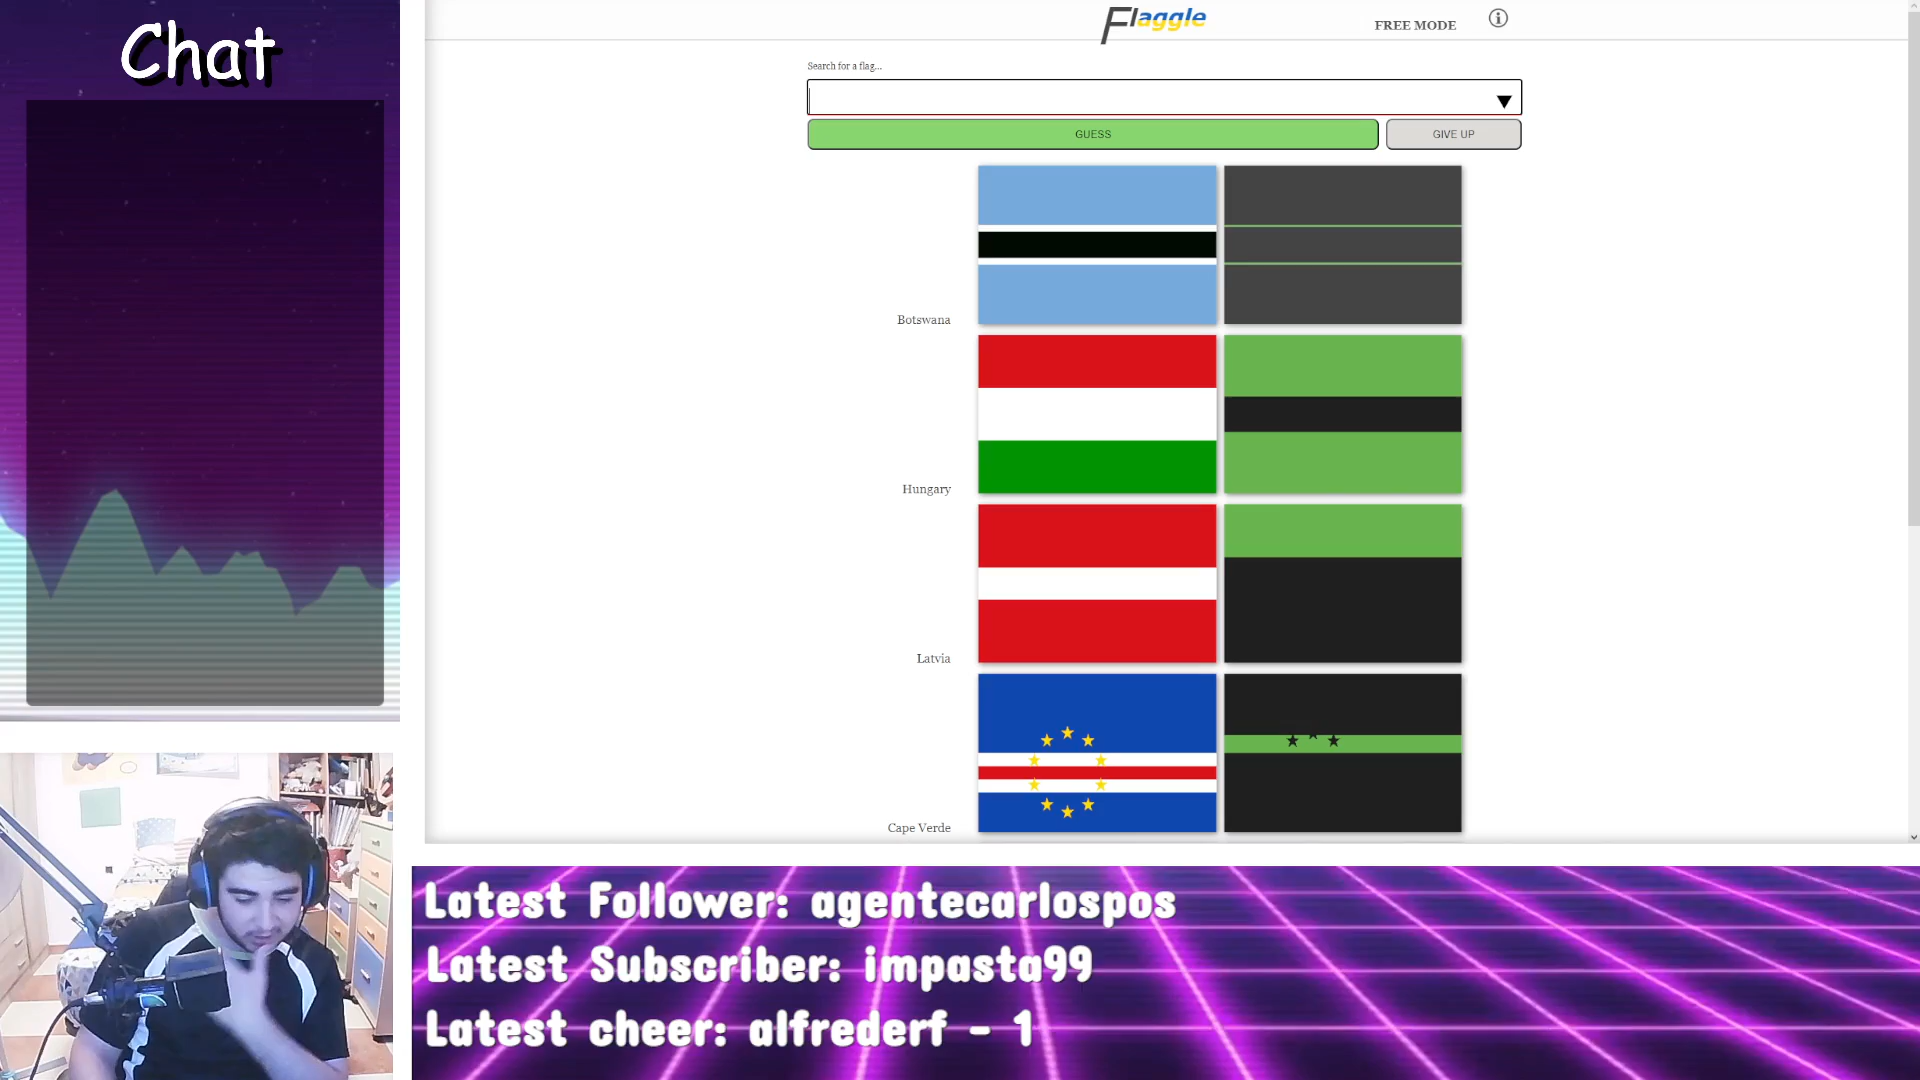 Chat
Flaggle
FREE MODE
Search for a flag...
GUESS
GIVE UP
Botswana
Hungary
Latvia
Cape Verde
Latest Follower: agentecarlospos
Latest Subscriber: impasta99
Latest cheer: alfrederf - 1